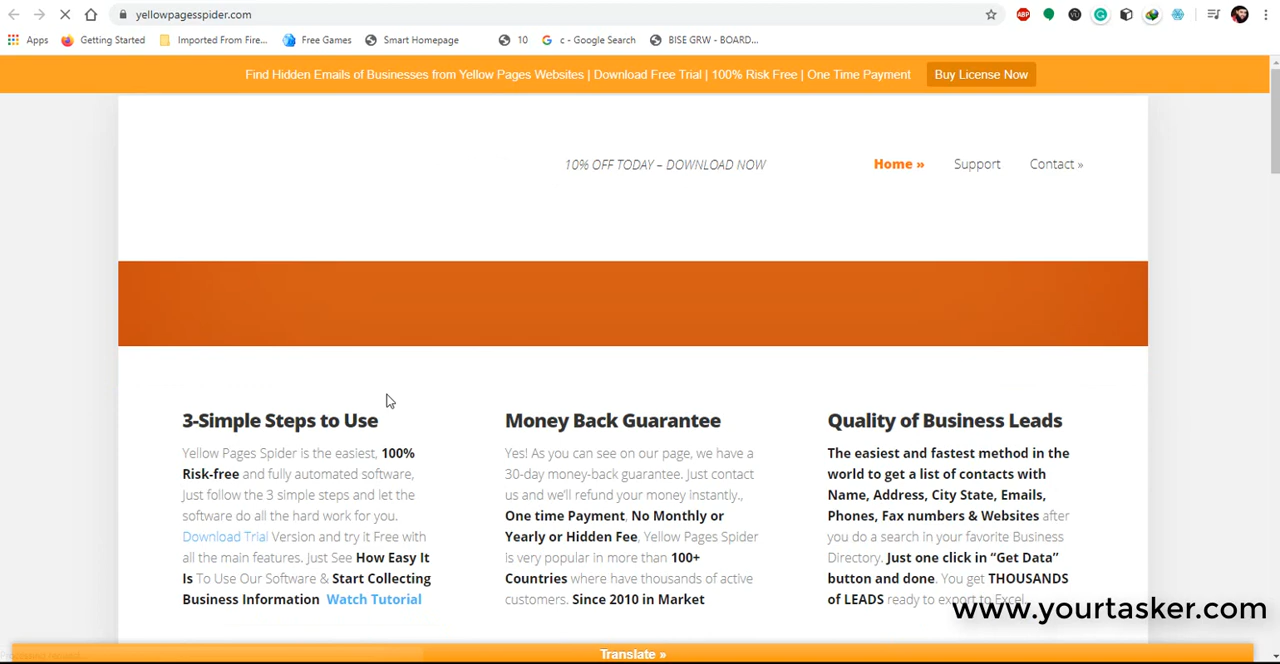 yellowpagesspider.com
ABP
Apps
Getting Started
Imported From Fire...
Free Games
Smart Homepage
10
c - Google Search
BISE GRW - BOARD...
Find Hidden Emails of Businesses from Yellow Pages Websites | Download Free Trial | 100% Risk Free | One Time Payment
Buy License Now
10% OFF TODAY – DOWNLOAD NOW
Home »
Support
Contact »
3-Simple Steps to Use
Yellow Pages Spider is the easiest, 100%
Risk-free and fully automated software,
Just follow the 3 simple steps and let the
software do all the hard work for you.
Download Trial Version and try it Free with
all the main features. Just See How Easy It
Is To Use Our Software & Start Collecting
Business Information Watch Tutorial
Money Back Guarantee
Yes! As you can see on our page, we have a
30-day money-back guarantee. Just contact
us and we'll refund your money instantly.,
One time Payment, No Monthly or
Yearly or Hidden Fee, Yellow Pages Spider
is very popular in more than 100+
Countries where have thousands of active
customers. Since 2010 in Market
Quality of Business Leads
The easiest and fastest method in the
world to get a list of contacts with
Name, Address, City State, Emails,
Phones, Fax numbers & Websites after
you do a search in your favorite Business
Directory. Just one click in “Get Data”
button and done. You get THOUSANDS
of LEADS ready to export to Excel.
www.yourtasker.com
Translate »